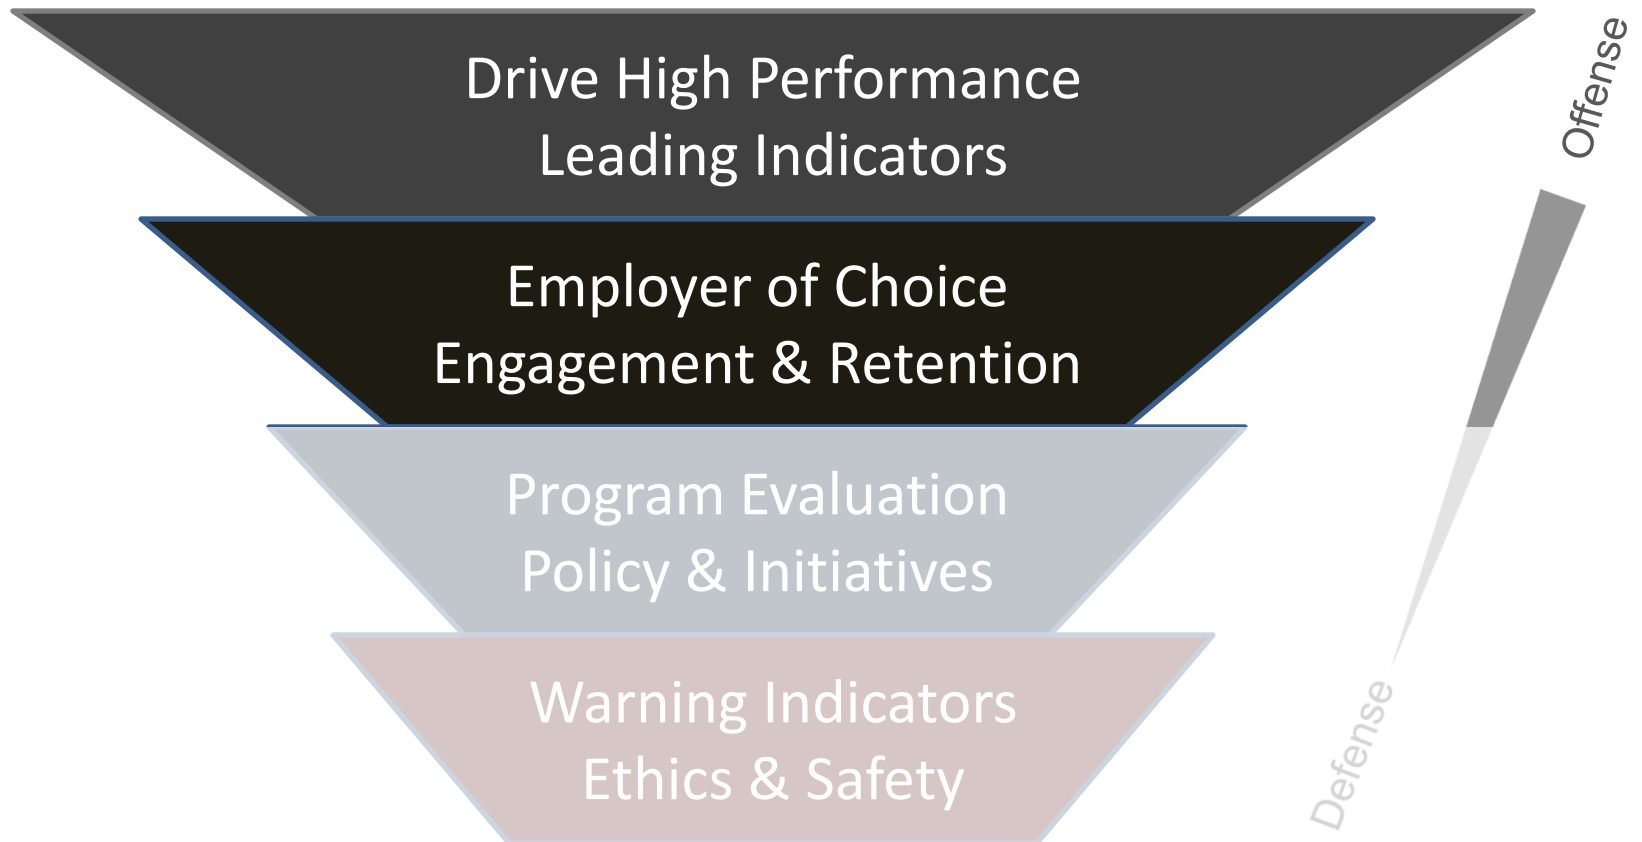 Drive High Performance
Leading Indicators
Offense
Employer of Choice
Engagement & Retention
Program Evaluation
Policy & Initiatives
Warning Indicators
Ethics & Safety
Defense